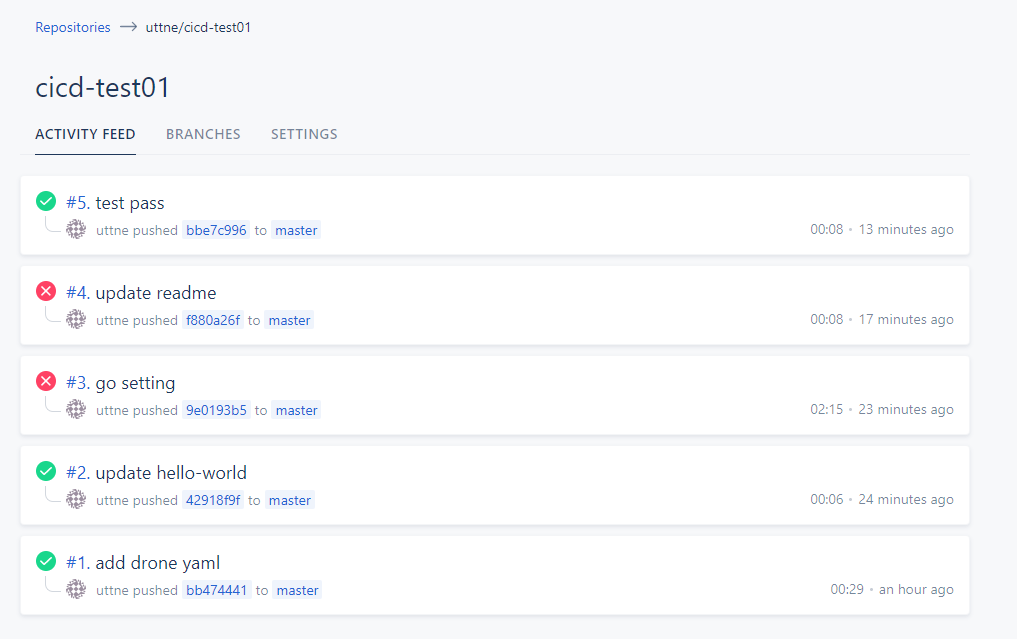 Repositories → uttne/cicd-test01
cicd-test01
ACTIVITY FEED BRANCHES SETTINGS
#5. test pass
uttne pushed bbe7c996 to master 00:08 • 13 minutes ago
#4. update readme
uttne pushed f880a26f to master 00:08 • 17 minutes ago
#3. go setting
uttne pushed 9e0193b5 to master 02:15 • 23 minutes ago
#2. update hello-world
uttne pushed 42918f9f to master 00:06 • 24 minutes ago
#1. add drone yaml
uttne pushed bb474441 to master 00:29 • an hour ago